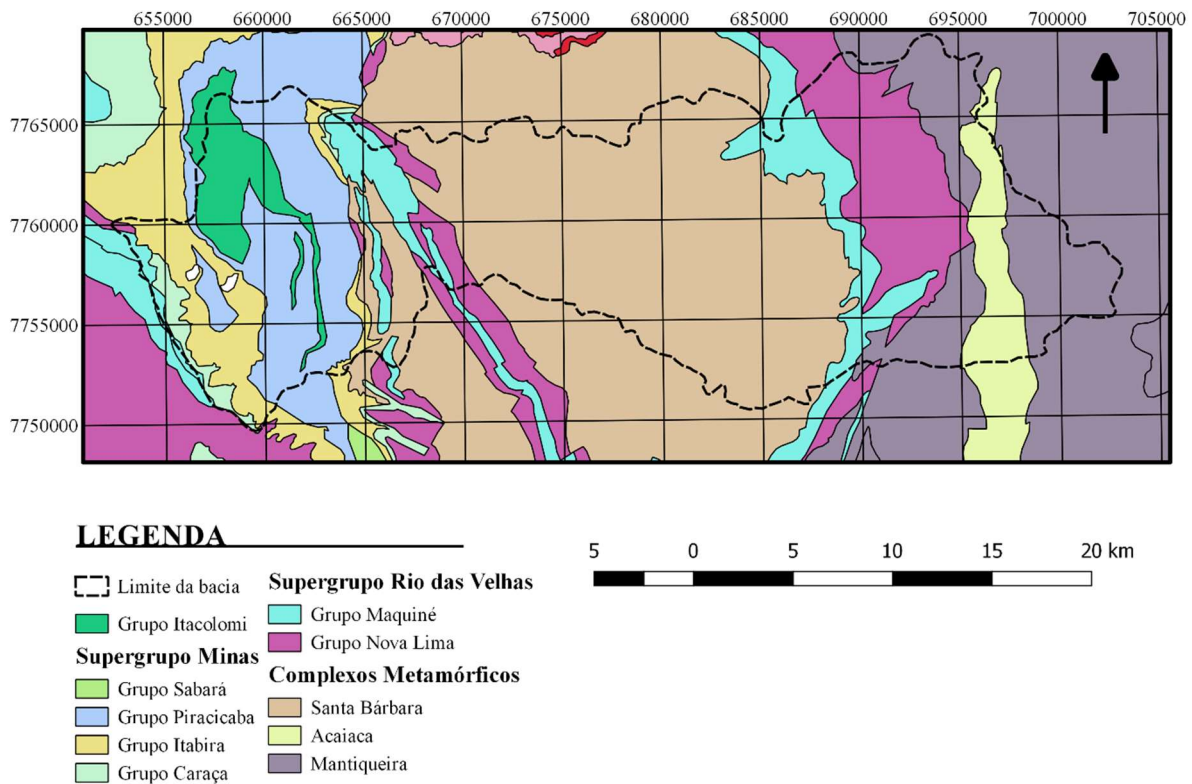 655000 660000 665000 670000 675000 680000 685000 690000 695000 700000 705000
7765000
7760000
7755000
7750000
LEGENDA
Limite da bacia
Grupo Itacolomi
Supergrupo Minas
Grupo Sabará
Grupo Piracicaba
Grupo Itabira
Grupo Caraça
Supergrupo Rio das Velhas
Grupo Maquiné
Grupo Nova Lima
Complexos Metamórficos
Santa Bárbara
Acaiaca
Mantiqueira
5 0 5 10 15 20 km